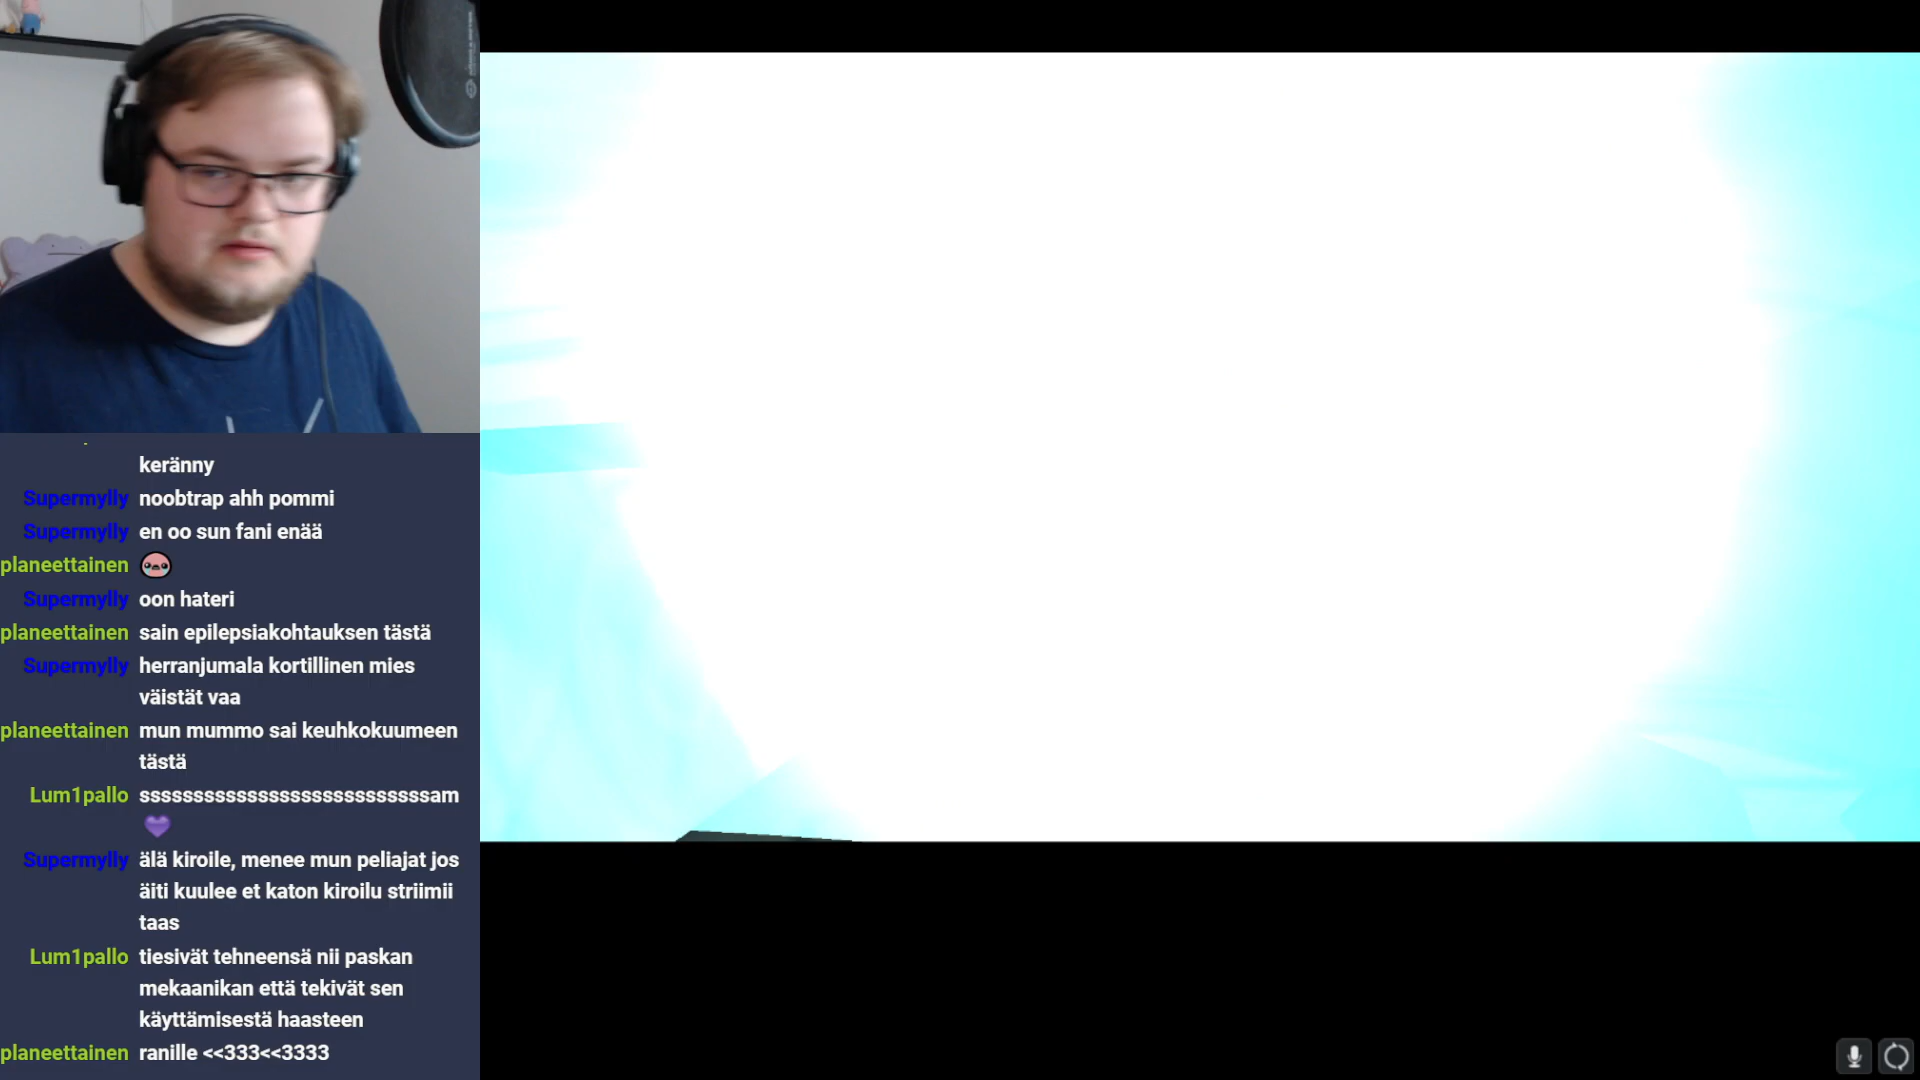 keränny
Supermylly noobtrap ahh pommi
Supermylly en oo sun fani enää
planeettainen
Supermylly oon hateri
planeettainen sain epilepsiakohtauksen tästä
Supermylly herranjumala kortillinen mies
väistät vaa
planeettainen mun mummo sai keuhkokuumeen
tästä
Lum1pallo sssssssssssssssssssssssssssam
Supermylly älä kiroile, menee mun peliajat jos
äiti kuulee et katon kiroilu striimii
taas
Lum1pallo tiesivät tehneensä nii paskan
mekaanikan että tekivät sen
käyttämisestä haasteen
planeettainen ranille <<333<<3333